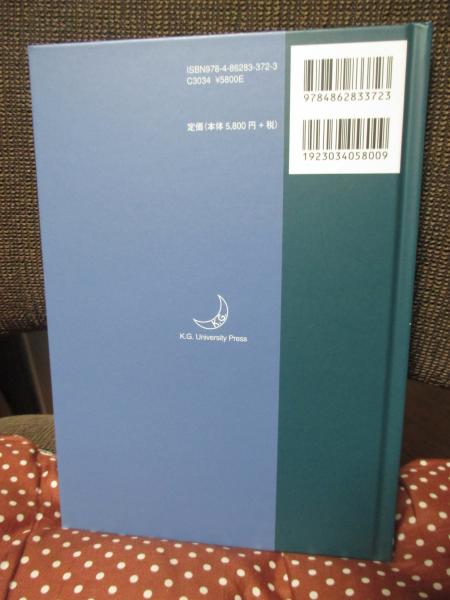 ISBN978-4-86283-372-3
C3034 ¥5800E
定価(本体 5,800 円 + 税)
9784862833723
1923034058009
K.G.
K.G. University Press